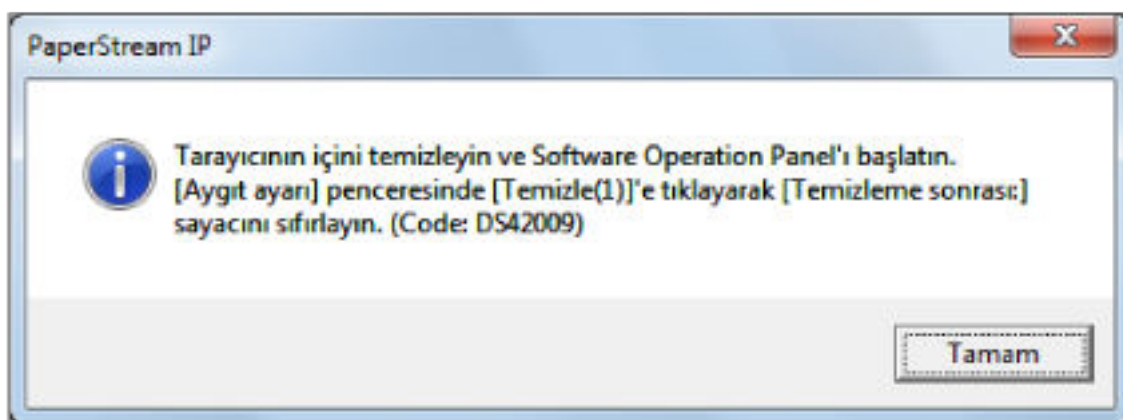 PaperStream IP
Tarayıcının içini temizleyin ve Software Operation Panel'ı başlatın.
[Aygıt ayarı] penceresinde [Temizle(1)]'e tıklayarak [Temizleme sonrası:]
sayacını sıfırlayın. (Code: DS42009)
Tamam